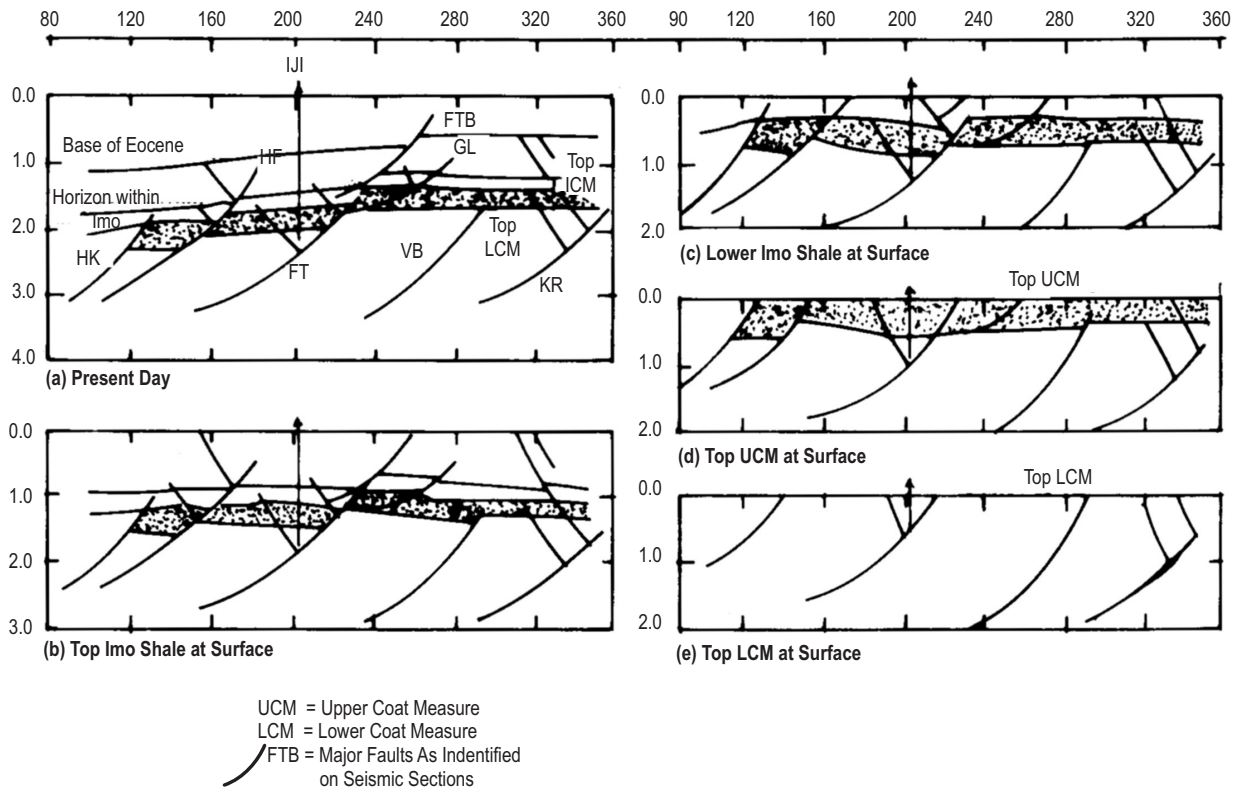 80 120 160 200 240 280 320 360
90 120 160 200 240 280 320 360
IJI
0.0
1.0
2.0
3.0
4.0
Base of Eocene
HF
FTB
GL
Top
ICM
Horizon within
Imo
HK
FT
VB
Top
LCM
KR
(a) Present Day
0.0
1.0
2.0
3.0
(b) Top Imo Shale at Surface
0.0
1.0
2.0
(c) Lower Imo Shale at Surface
Top UCM
0.0
1.0
2.0
(d) Top UCM at Surface
Top LCM
0.0
1.0
2.0
(e) Top LCM at Surface
UCM = Upper Coat Measure
LCM = Lower Coat Measure
FTB = Major Faults As Indentified
on Seismic Sections